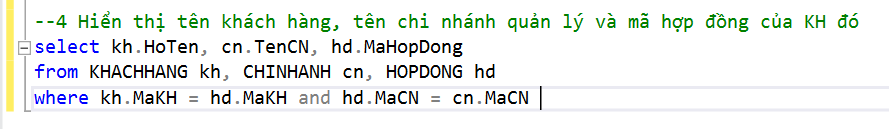 --4 Hiển thị tên khách hàng, tên chi nhánh quản lý và mã hợp đồng của KH đó
select kh.HoTen, cn.TenCN, hd.MaHopDong
from KHACHHANG kh, CHINHANH cn, HOPDONG hd
where kh.MaKH = hd.MaKH and hd.MaCN = cn.MaCN